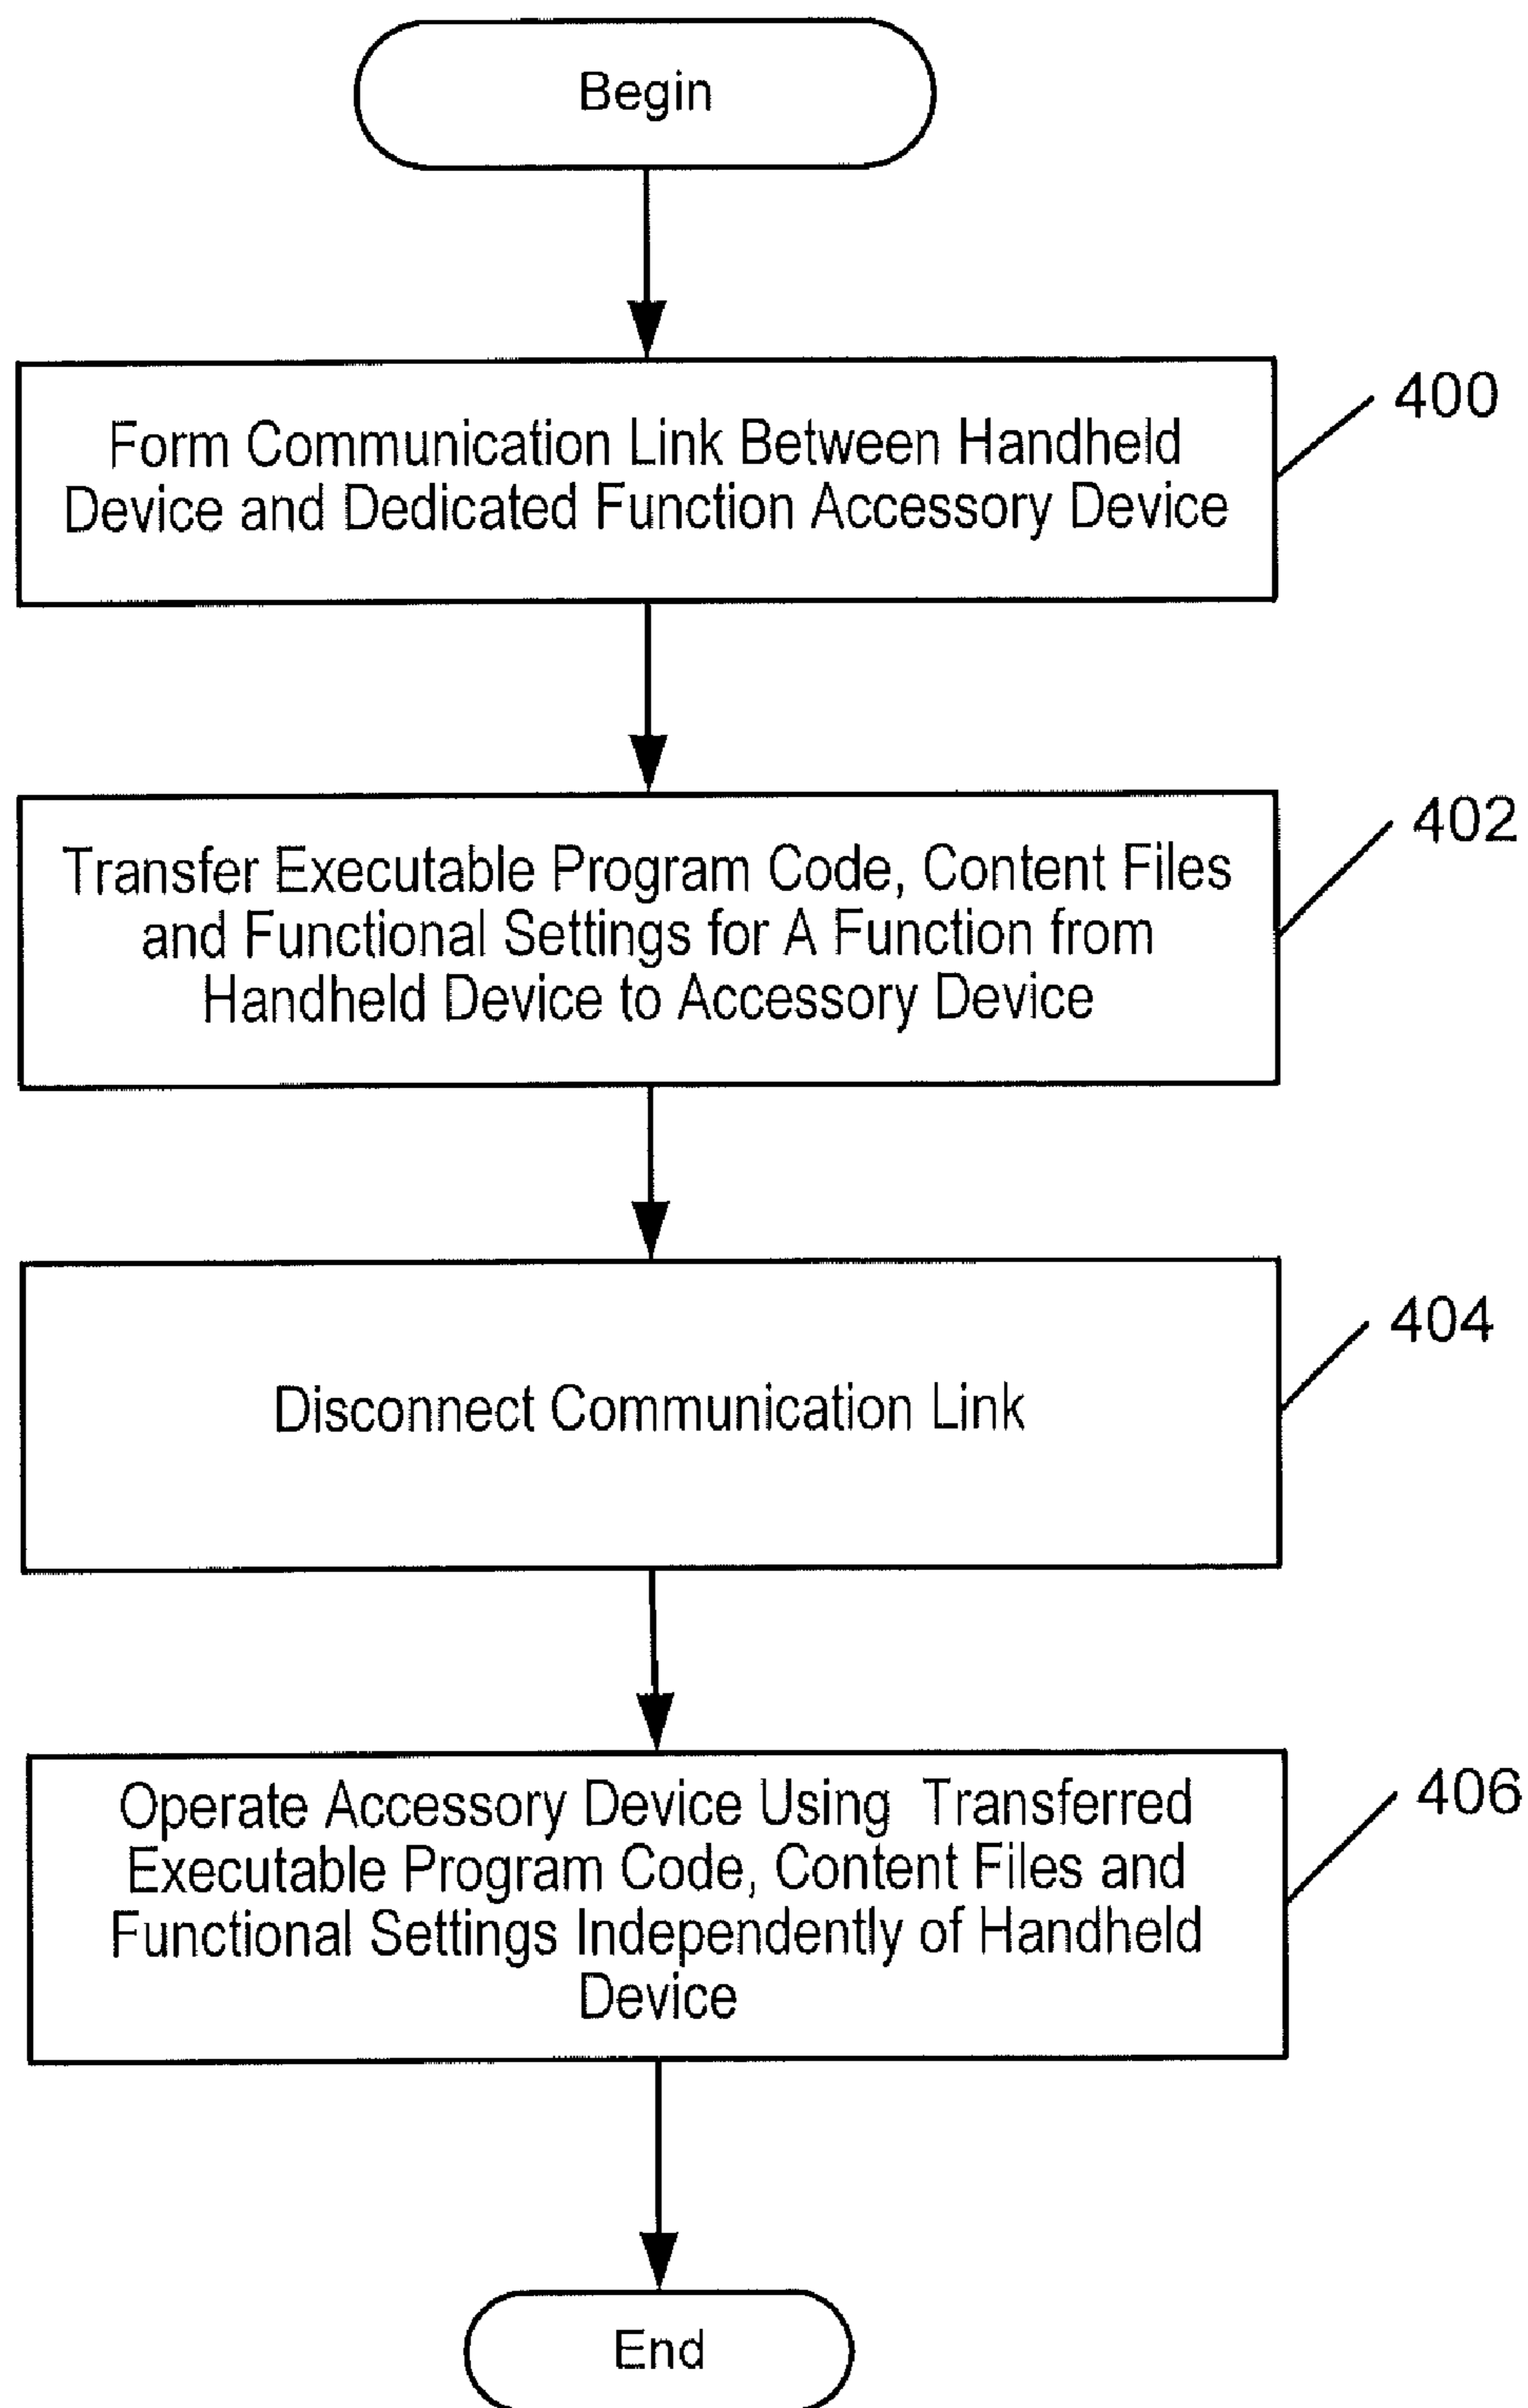 Begin
400
Form Communication Link Between Handheld
Device and Dedicated Function Accessory Device
402
Transfer Executable Program Code, Content Files
and Functional Settings for A Function from
Handheld Device to Accessory Device
404
Disconnect Communication Link
406
Operate Accessory Device Using Transferred
Executable Program Code, Content Files and
Functional Settings Independently of Handheld
Device
End